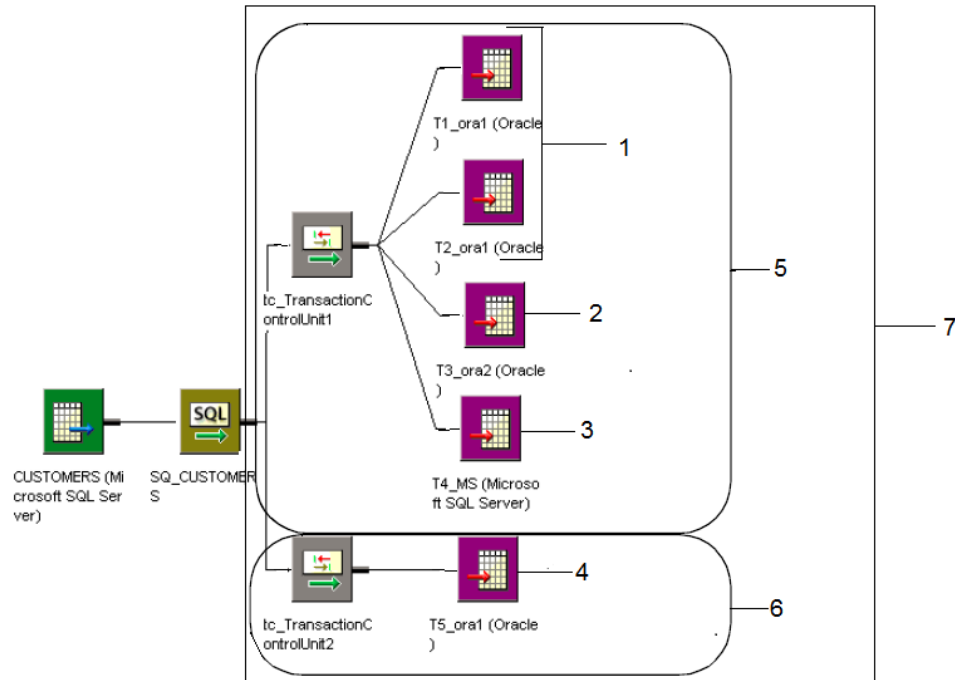 T1_ora1 (Oracle
)
1
T2_ora1 (Oracle
)
tc_TransactionC
ontrolUnit1
5
2
7
T3_ora2 (Oracle
)
SQL
3
CUSTOMERS (Mi
crosoft SQL Ser
ver)
SQ_CUSTOMER
S
T4_MS (Microso
ft SQL Server)
4
6
tc_TransactionC
ontrolUnit2
T5_ora1 (Oracle
)